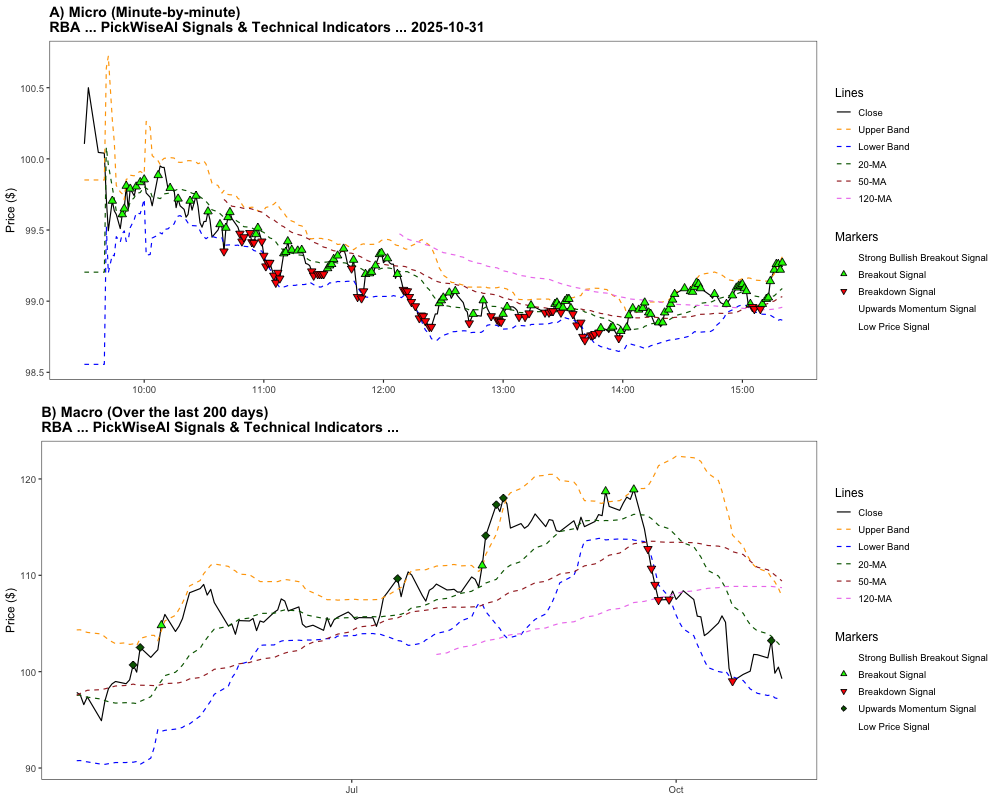 A) Micro (Minute-by-minute)
RBA ... PickWiseAI Signals & Technical Indicators ... 2025-10-31
Price ($)
100.5
100.0
99.5
99.0
98.5
10:00
11:00
12:00
13:00
14:00
15:00
Lines
Close
Upper Band
Lower Band
20-MA
50-MA
120-MA
Markers
Strong Bullish Breakout Signal
Breakout Signal
Breakdown Signal
Upwards Momentum Signal
Low Price Signal
B) Macro (Over the last 200 days)
RBA ... PickWiseAI Signals & Technical Indicators ...
Price ($)
120
110
100
90
Jul
Oct
Lines
Close
Upper Band
Lower Band
20-MA
50-MA
120-MA
Markers
Strong Bullish Breakout Signal
Breakout Signal
Breakdown Signal
Upwards Momentum Signal
Low Price Signal